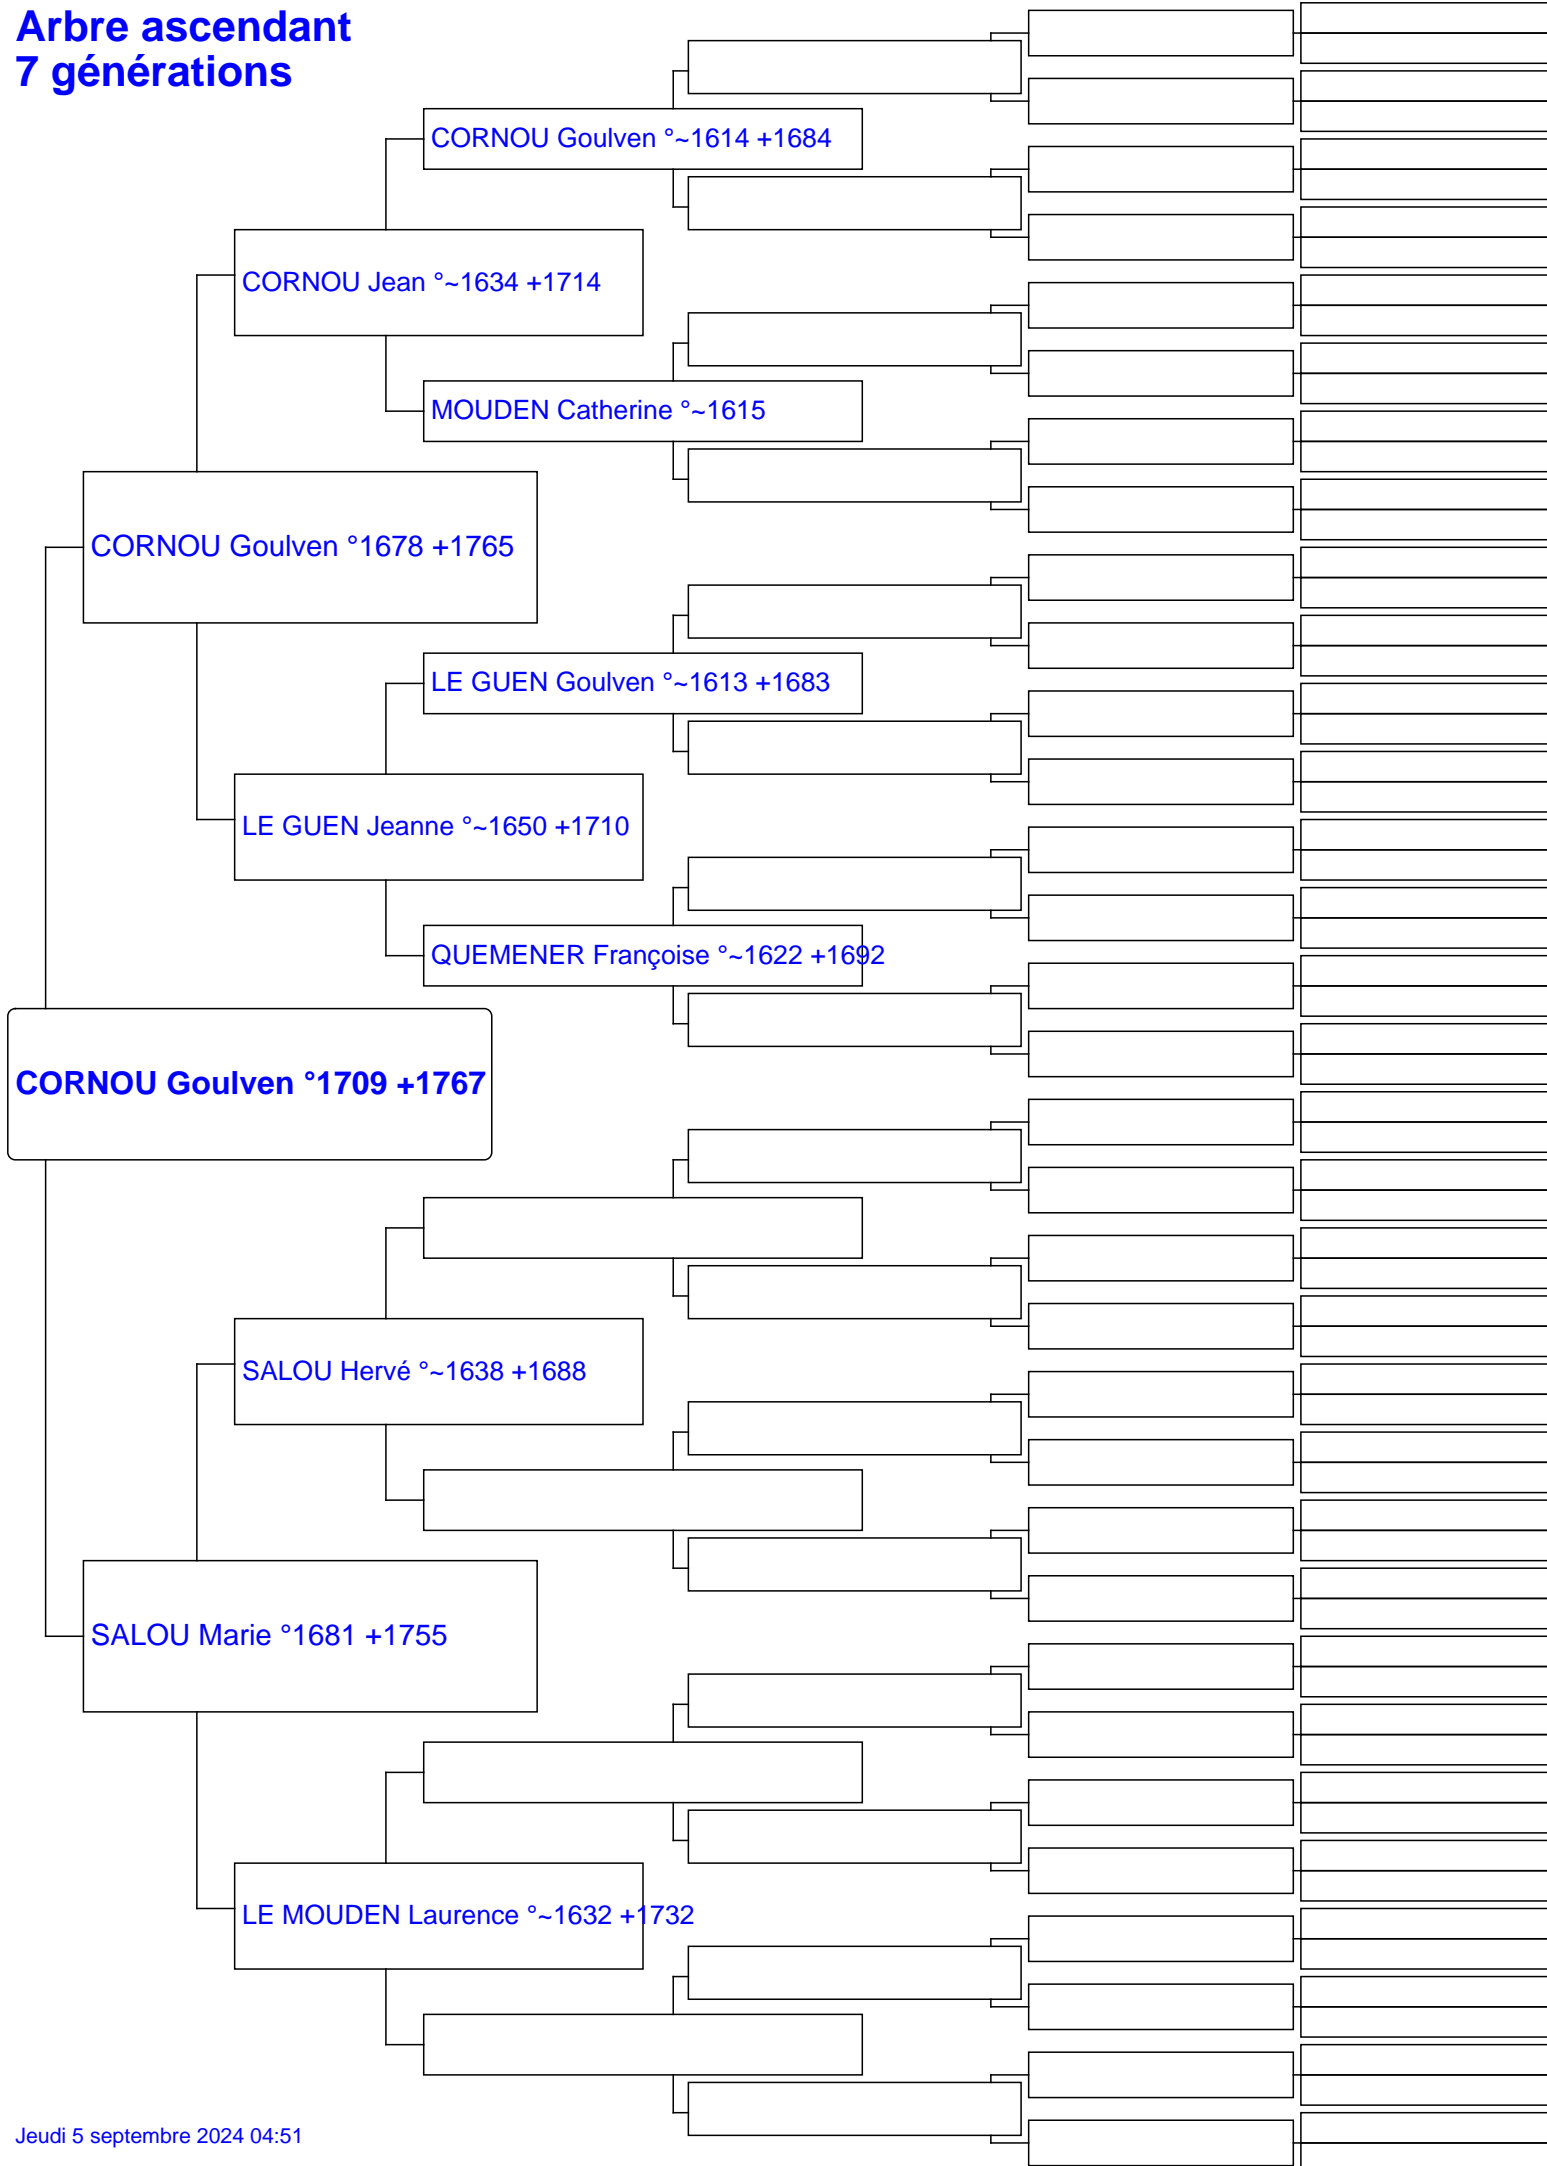 Arbre ascendant
7 générations
CORNOU Goulven °~1614 +1684
CORNOU Jean °~1634 +1714
MOUDEN Catherine °~1615
CORNOU Goulven °1678 +1765
LE GUEN Goulven °~1613 +1683
LE GUEN Jeanne °~1650 +1710
QUEMENER Françoise °~1622 +1692
CORNOU Goulven °1709 +1767
SALOU Hervé °~1638 +1688
SALOU Marie °1681 +1755
LE MOUDEN Laurence °~1632 +1732
Jeudi 5 septembre 2024 04:51